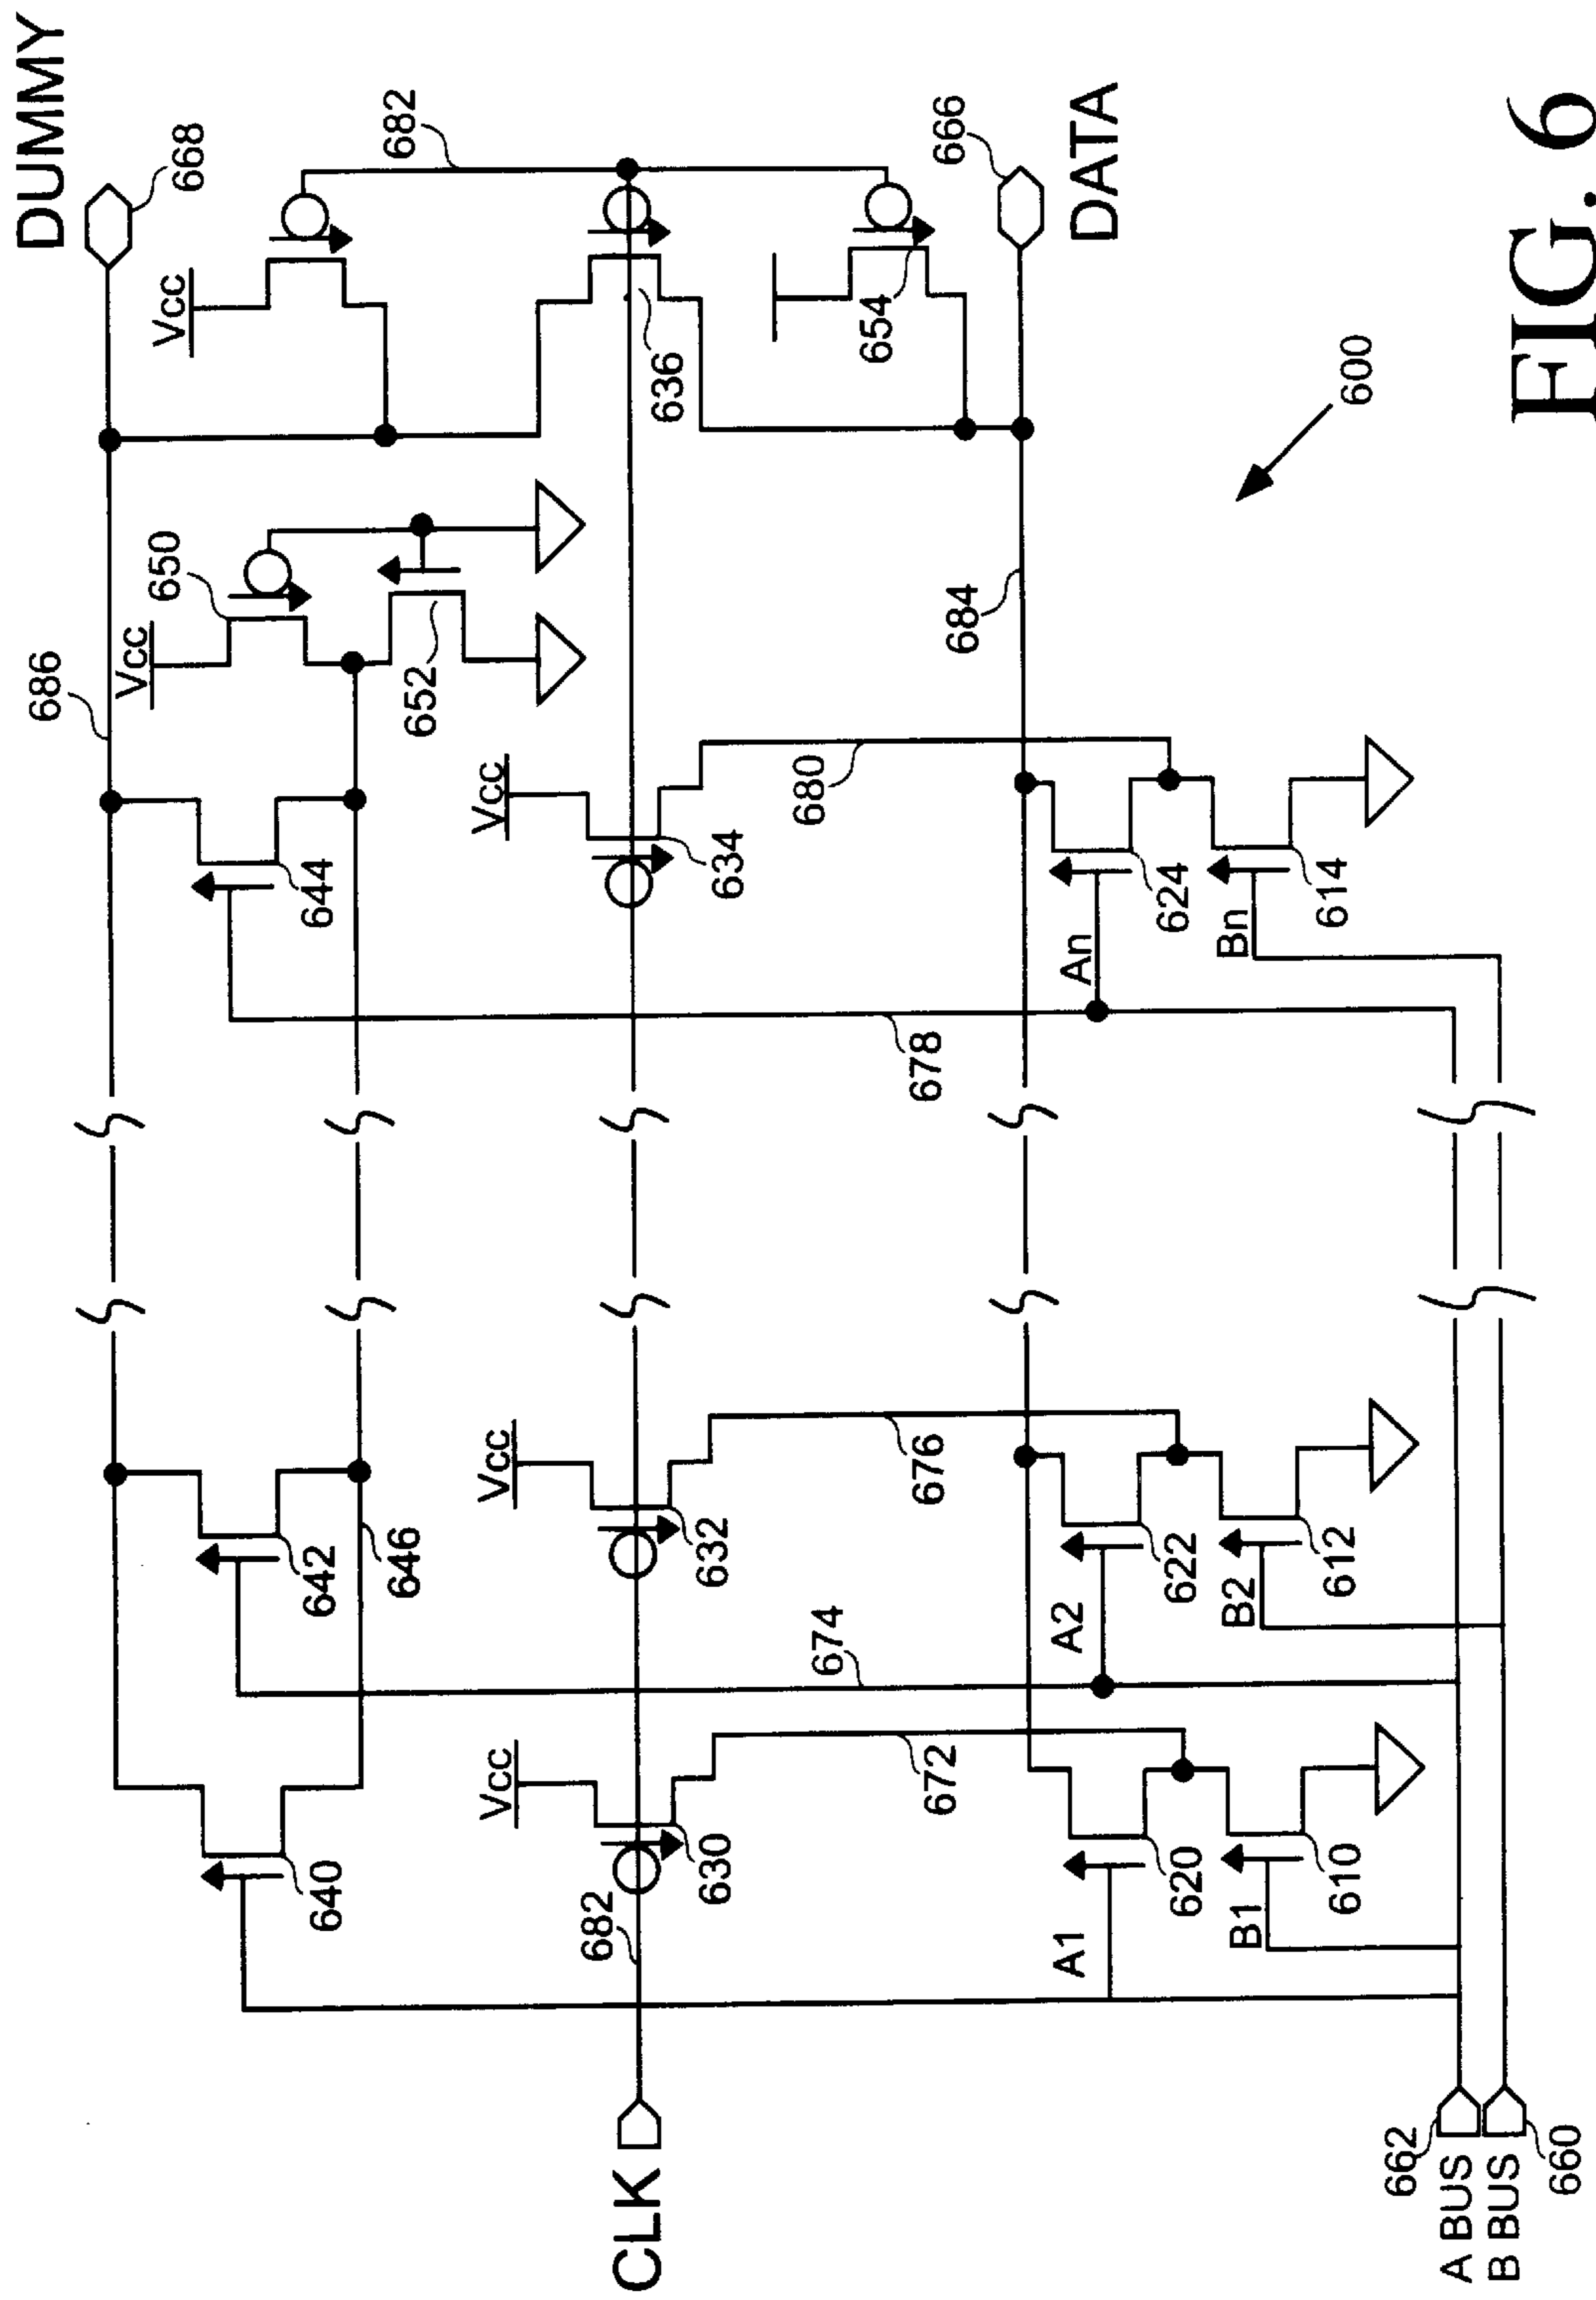 DUMMY
668
682
Vcc
686
650
Vcc
652
644
642
646
640
636
654
666
DATA
Vcc
634
680
684
678
Vcc
632
676
674
Vcc
630
672
682
CLK
An
624
Bn
614
A2
622
B2
612
A1
620
B1
610
662
A BUS
B BUS
660
600
FIG. 6